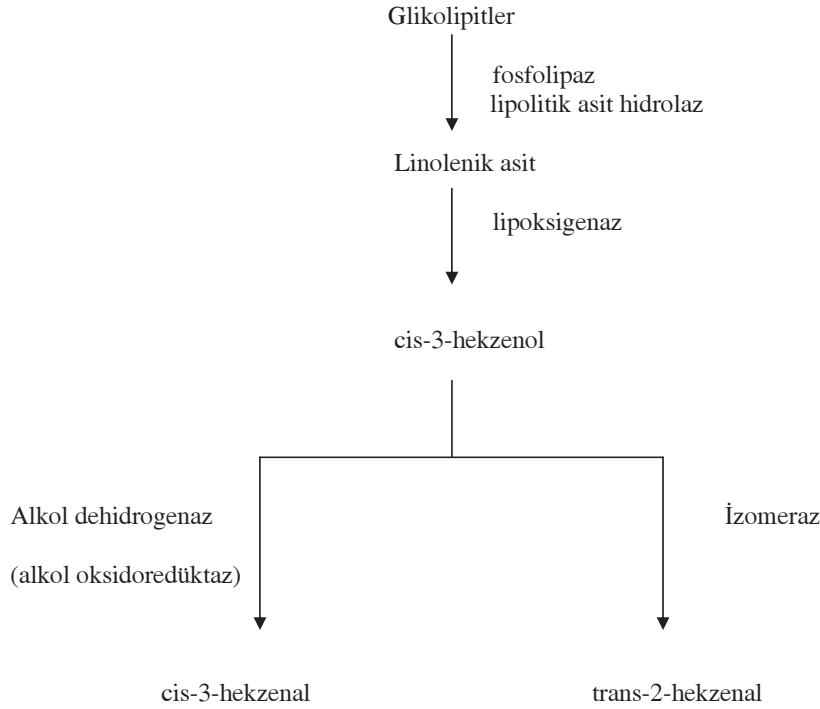 Glikolipitler
fosfolipaz
lipolitik asit hidrolaz
Linolenik asit
lipoksigenaz
cis-3-hekzenol
Alkol dehidrogenaz
İzomeraz
(alkol oksidoredüktaz)
cis-3-hekzenal
trans-2-hekzenal